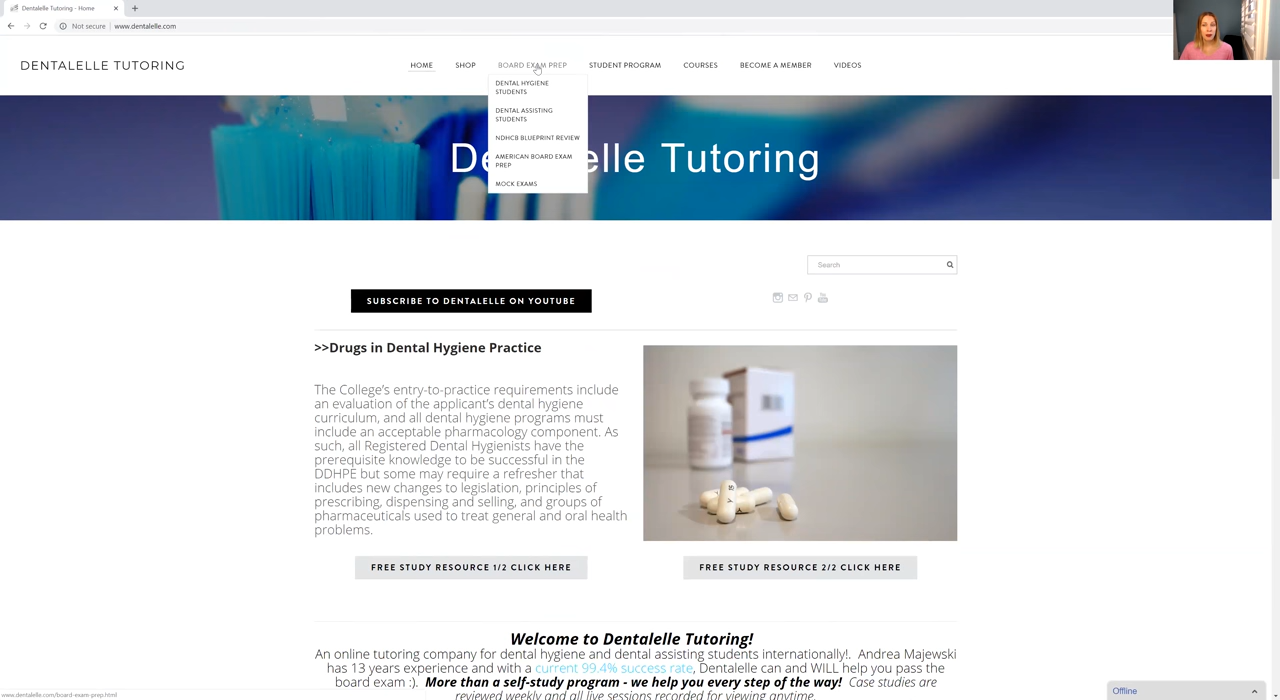 Dentalelle Tutoring - Home
Not secure | www.dentalelle.com
DENTALELLE TUTORING
HOME SHOP BOARD EXAM PREP STUDENT PROGRAM COURSES BECOME A MEMBER VIDEOS
DENTAL HYGIENE
STUDENTS
DENTAL ASSISTING
STUDENTS
NDHCB BLUEPRINT REVIEW
AMERICAN BOARD EXAM
PREP
MOCK EXAMS
De elle Tutoring
Search
SUBSCRIBE TO DENTALELLE ON YOUTUBE
>>Drugs in Dental Hygiene Practice
The College's entry-to-practice requirements include
an evaluation of the applicant's dental hygiene
curriculum, and all dental hygiene programs must
include an acceptable pharmacology component. As
such, all Registered Dental Hygienists have the
prerequisite knowledge to be successful in the
DDHPE but some may require a refresher that
includes new changes to legislation, principles of
prescribing, dispensing and selling, and groups of
pharmaceuticals used to treat general and oral health
problems.
FREE STUDY RESOURCE 1/2 CLICK HERE
FREE STUDY RESOURCE 2/2 CLICK HERE
Welcome to Dentalelle Tutoring!
An online tutoring company for dental hygiene and dental assisting students internationally!. Andrea Majewski
has 13 years experience and with a current 99.4% success rate, Dentalelle can and WILL help you pass the
board exam :). More than a self-study program - we help you every step of the way! Case studies are
reviewed weekly and all live sessions recorded for viewing anytime.
www.dentalelle.com/board-exam-prep.html
Offline